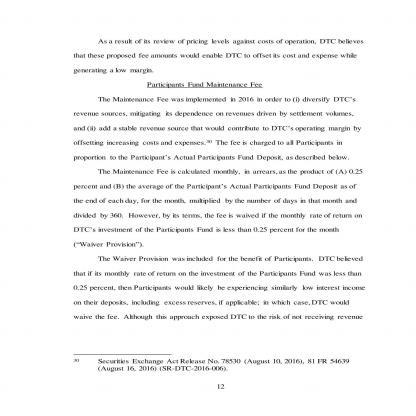 As a result of its review of pricing levels against costs of operation, DTC believes
that these proposed fee amounts would enable DTC to offset its cost and expense while
generating a low margin.
Participants Fund Maintenance Fee
The Maintenance Fee was implemented in 2016 in order to (i) diversify DTC's
revenue sources, mitigating its dependence on revenues driven by settlement volumes,
and (ii) add a stable revenue source that would contribute to DTC's operating margin by
offsetting increasing costs and expenses.30 The fee is charged to all Participants in
proportion to the Participant's Actual Participants Fund Deposit, as described below.
The Maintenance Fee is calculated monthly, in arrears, as the product of (A) 0.25
percent and (B) the average of the Participant's Actual Participants Fund Deposit as of
the end of each day, for the month, multiplied by the number of days in that month and
divided by 360. However, by its terms, the fee is waived if the monthly rate of return on
DTC's investment of the Participants Fund is less than 0.25 percent for the month
("Waiver Provision").
The Waiver Provision was included for the benefit of Participants. DTC believed
that if its monthly rate of return on the investment of the Participants Fund was less than
0.25 percent, then Participants would likely be experiencing similarly low interest income
on their deposits, including excess reserves, if applicable; in which case, DTC would
waive the fee. Although this approach exposed DTC to the risk of not receiving revenue
30 Securities Exchange Act Release No. 78530 (August 10, 2016), 81 FR 54639
(August 16, 2016) (SR-DTC-2016-006).
12